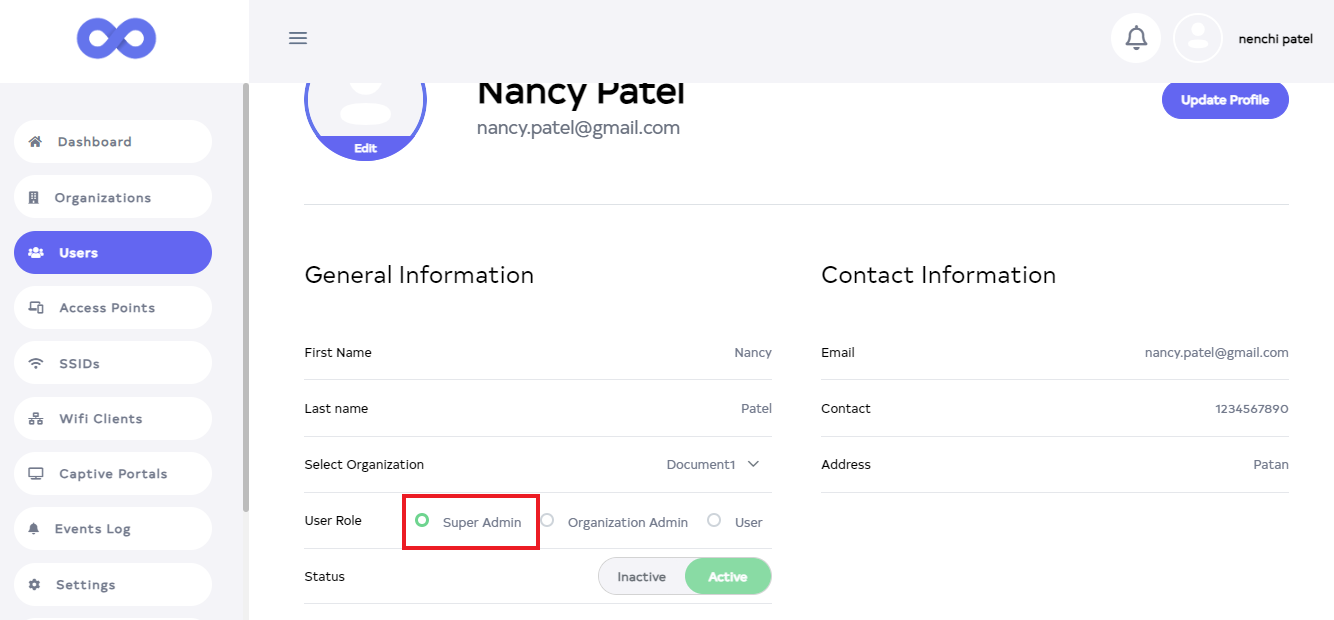 nenchi patel
Dashboard
Organizations
Users
Access Points
SSIDs
Wifi Clients
Captive Portals
Events Log
Settings
Nancy Patel
nancy.patel@gmail.com
Edit
Update Profile
General Information
First Name Nancy
Last name Patel
Select Organization Document1
User Role Super Admin Organization Admin User
Status Inactive Active
Contact Information
Email nancy.patel@gmail.com
Contact 1234567890
Address Patan